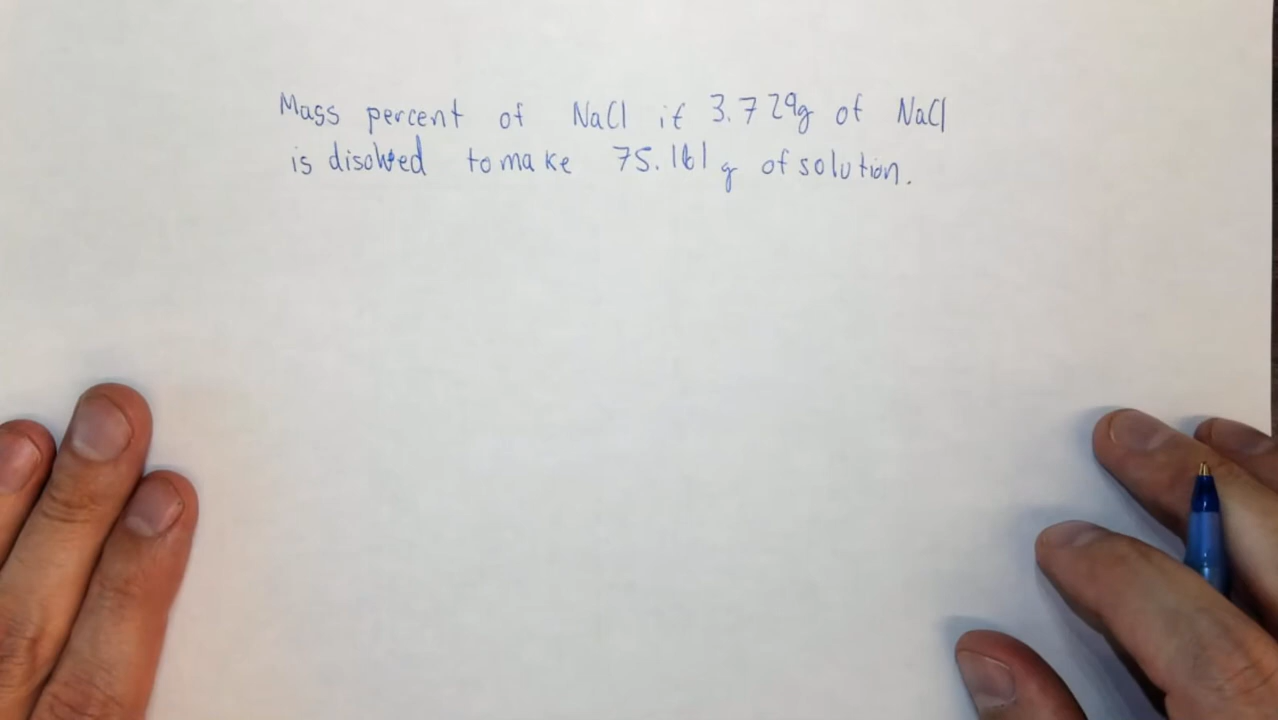 Mass percent of NaCl if 3.729g of NaCl
is disolved to make 75.161g of solution.